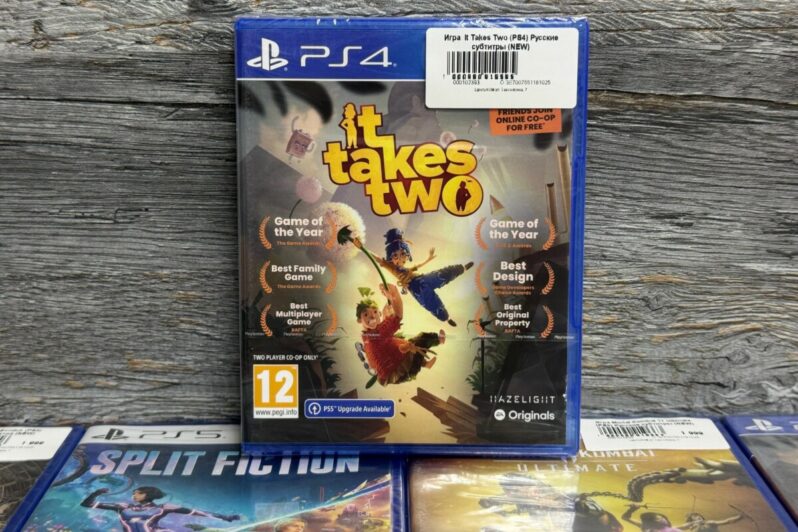 PS4
Игра It Takes Two (PS4) Русские
субтитры (NEW)
FRIENDS JOIN
ONLINE CO-OP
FOR FREE*
it
takes
two
Game of
the Year
The Game Awards
Best Family
Game
The Game Awards
Best
Multiplayer
Game
BAFTA
Game of
the Year
Best
Design
Game Developers
Choice Awards
Best
Original
Property
BAFTA
TWO PLAYER CO-OP ONLY*
12
www.pegi.info
PS5™ Upgrade Available¹
HAZELIGHT
EA Originals
PS5
SPLIT FICTION
ULTIMATE